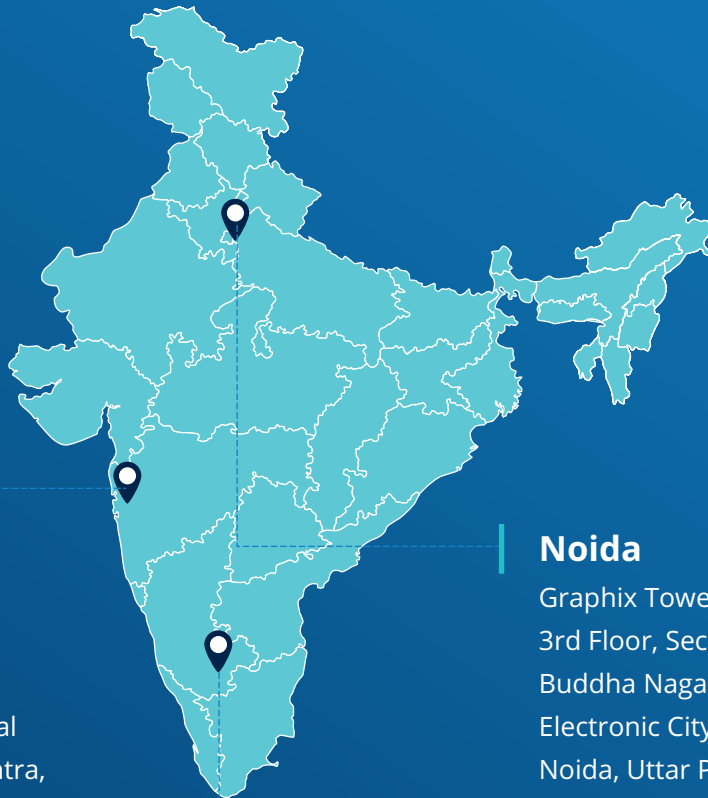 al
tra,
Noida
Graphix Towe
3rd Floor, Sec
Buddha Naga
Electronic City
Noida, Uttar P